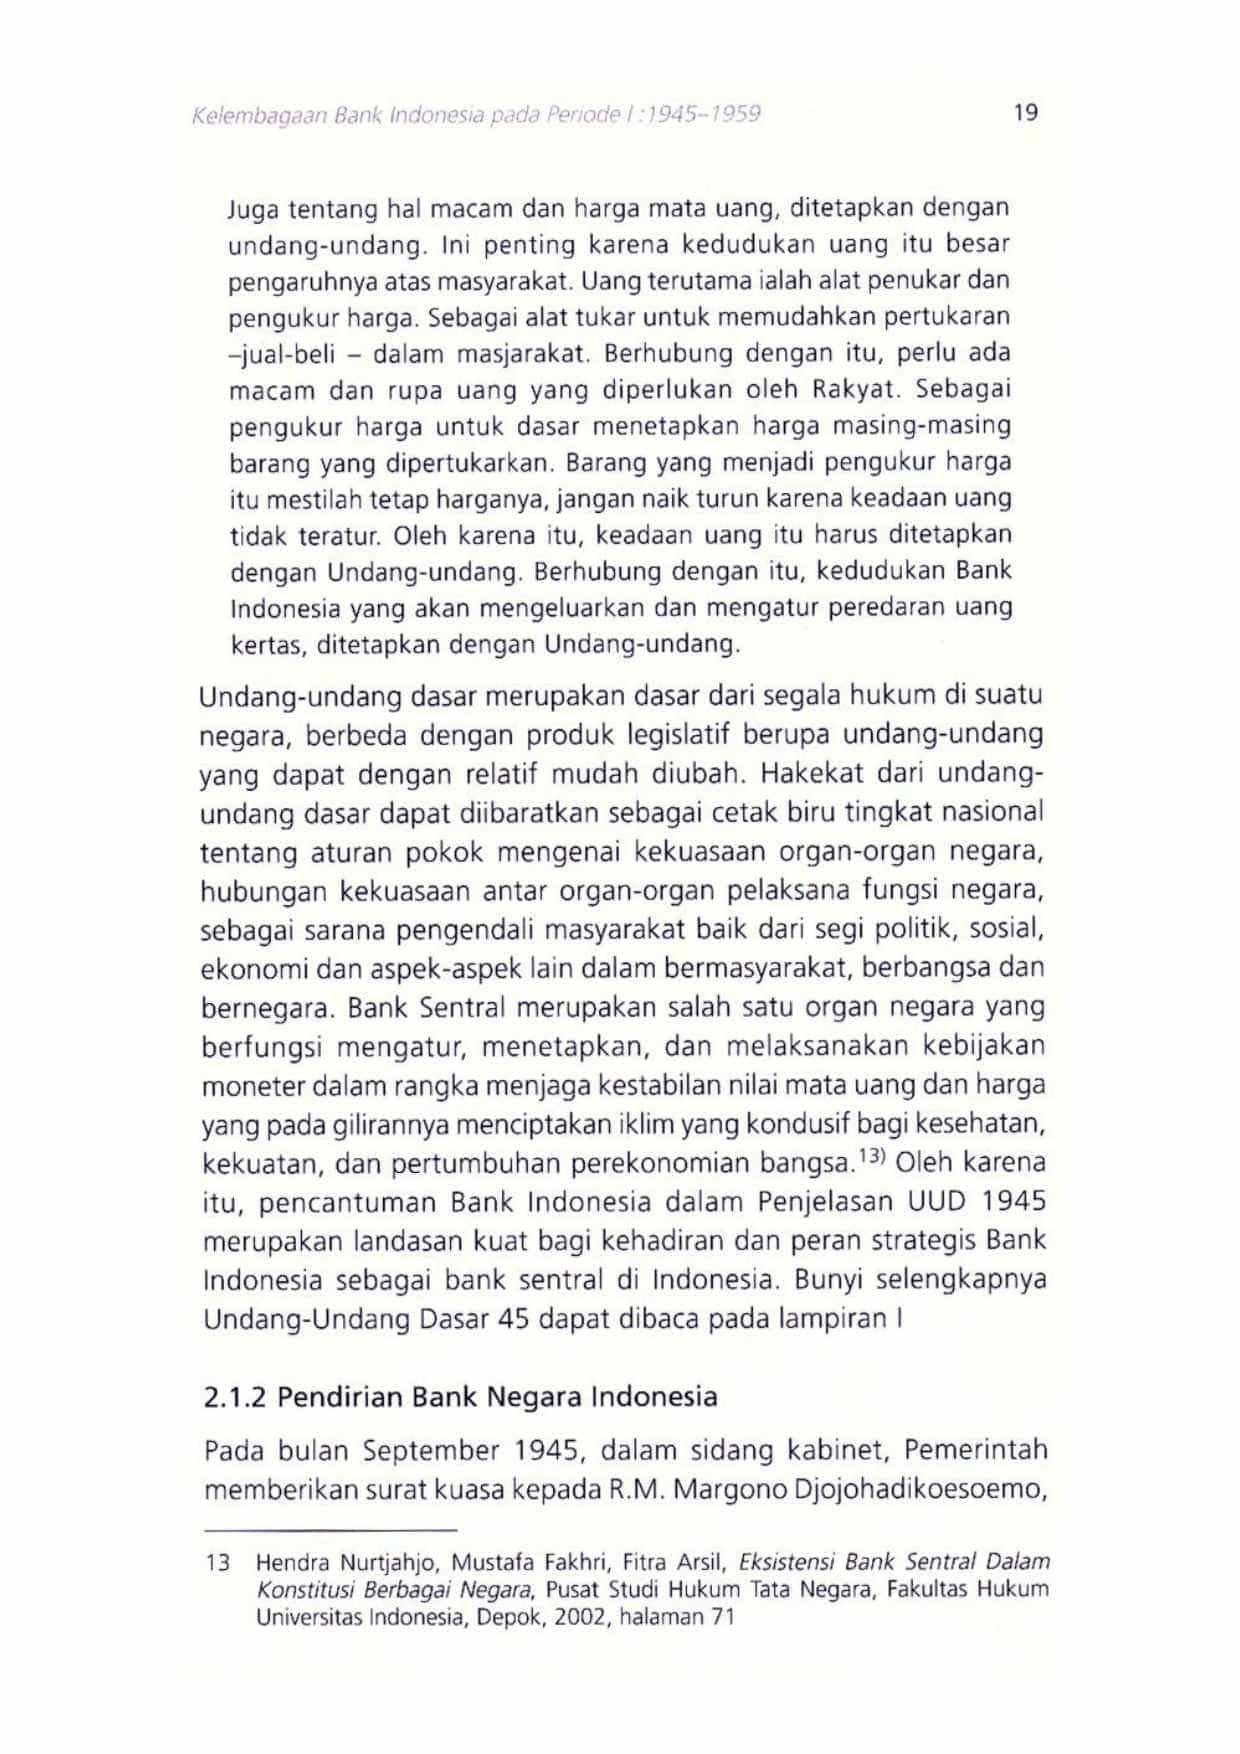 Kelembagaan Bank Indonesia pada Periode I :1945–1959 19
Juga tentang hal macam dan harga mata uang, ditetapkan dengan
undang-undang. Ini penting karena kedudukan uang itu besar
pengaruhnya atas masyarakat. Uang terutama ialah alat penukar dan
pengukur harga. Sebagai alat tukar untuk memudahkan pertukaran
–jual-beli – dalam masjarakat. Berhubung dengan itu, perlu ada
macam dan rupa uang yang diperlukan oleh Rakyat. Sebagai
pengukur harga untuk dasar menetapkan harga masing-masing
barang yang dipertukarkan. Barang yang menjadi pengukur harga
itu mestilah tetap harganya, jangan naik turun karena keadaan uang
tidak teratur. Oleh karena itu, keadaan uang itu harus ditetapkan
dengan Undang-undang. Berhubung dengan itu, kedudukan Bank
Indonesia yang akan mengeluarkan dan mengatur peredaran uang
kertas, ditetapkan dengan Undang-undang.
Undang-undang dasar merupakan dasar dari segala hukum di suatu
negara, berbeda dengan produk legislatif berupa undang-undang
yang dapat dengan relatif mudah diubah. Hakekat dari undang-
undang dasar dapat diibaratkan sebagai cetak biru tingkat nasional
tentang aturan pokok mengenai kekuasaan organ-organ negara,
hubungan kekuasaan antar organ-organ pelaksana fungsi negara,
sebagai sarana pengendali masyarakat baik dari segi politik, sosial,
ekonomi dan aspek-aspek lain dalam bermasyarakat, berbangsa dan
bernegara. Bank Sentral merupakan salah satu organ negara yang
berfungsi mengatur, menetapkan, dan melaksanakan kebijakan
moneter dalam rangka menjaga kestabilan nilai mata uang dan harga
yang pada gilirannya menciptakan iklim yang kondusif bagi kesehatan,
kekuatan, dan pertumbuhan perekonomian bangsa.13) Oleh karena
itu, pencantuman Bank Indonesia dalam Penjelasan UUD 1945
merupakan landasan kuat bagi kehadiran dan peran strategis Bank
Indonesia sebagai bank sentral di Indonesia. Bunyi selengkapnya
Undang-Undang Dasar 45 dapat dibaca pada lampiran I
2.1.2 Pendirian Bank Negara Indonesia
Pada bulan September 1945, dalam sidang kabinet, Pemerintah
memberikan surat kuasa kepada R.M. Margono Djojohadikoesoemo,
13 Hendra Nurtjahjo, Mustafa Fakhri, Fitra Arsil, Eksistensi Bank Sentral Dalam
Konstitusi Berbagai Negara, Pusat Studi Hukum Tata Negara, Fakultas Hukum
Universitas Indonesia, Depok, 2002, halaman 71